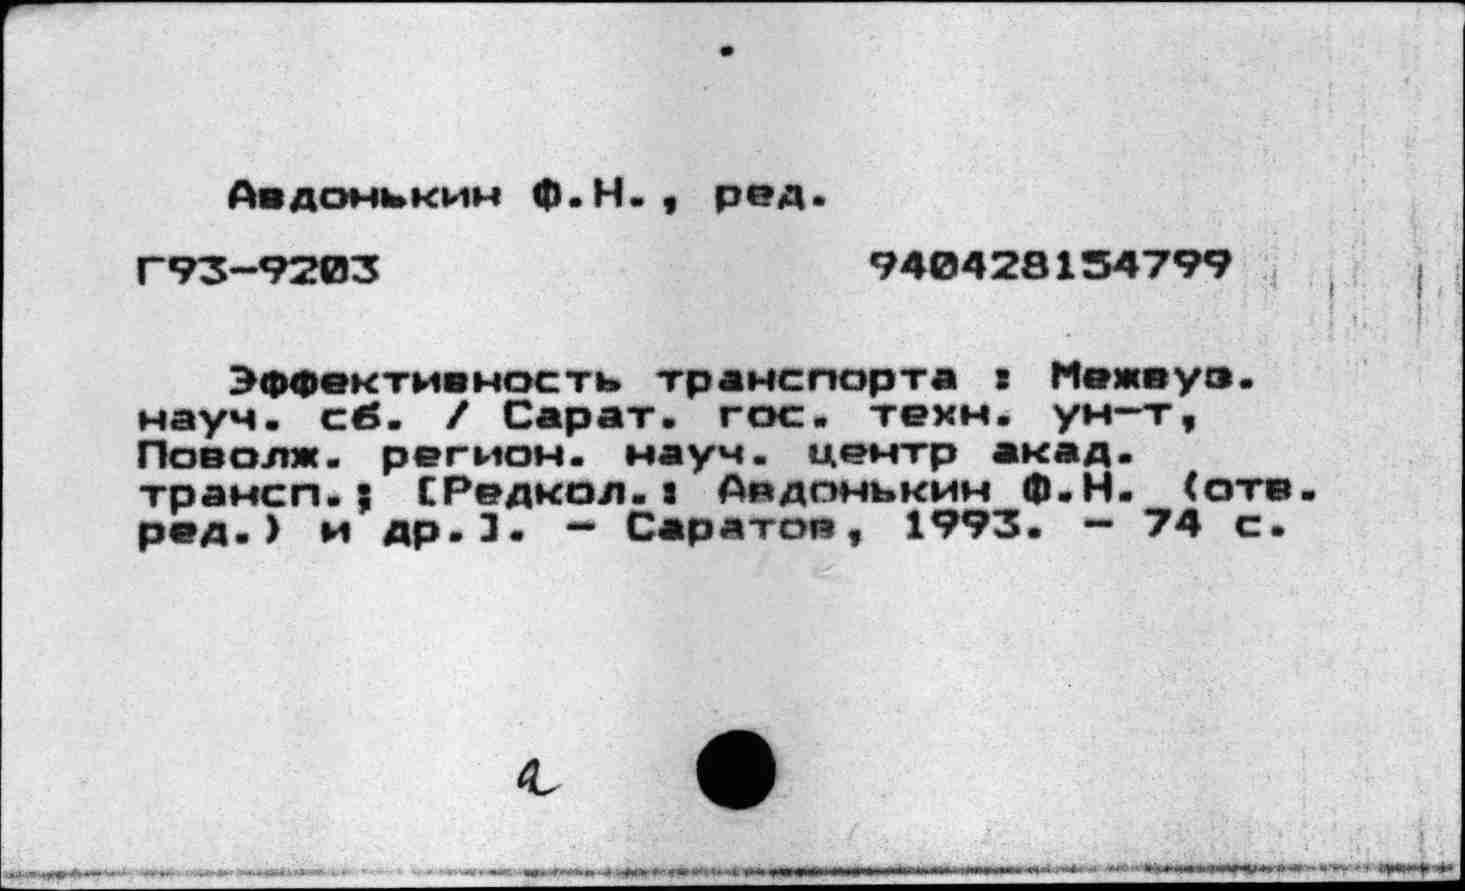 Авдонькин Ф.Н., ред.
Г93-9203 940428154799
Эффективность транспорта : Межвуз.
науч. сб. / Сарат. гос. техн. ун-т,
Поволж. регион. науч. центр акад.
трансп.; [Редкол.: Авдонькин Ф.Н. (отв.
ред.) и др.]. - Саратов, 1993. - 74 с.
а